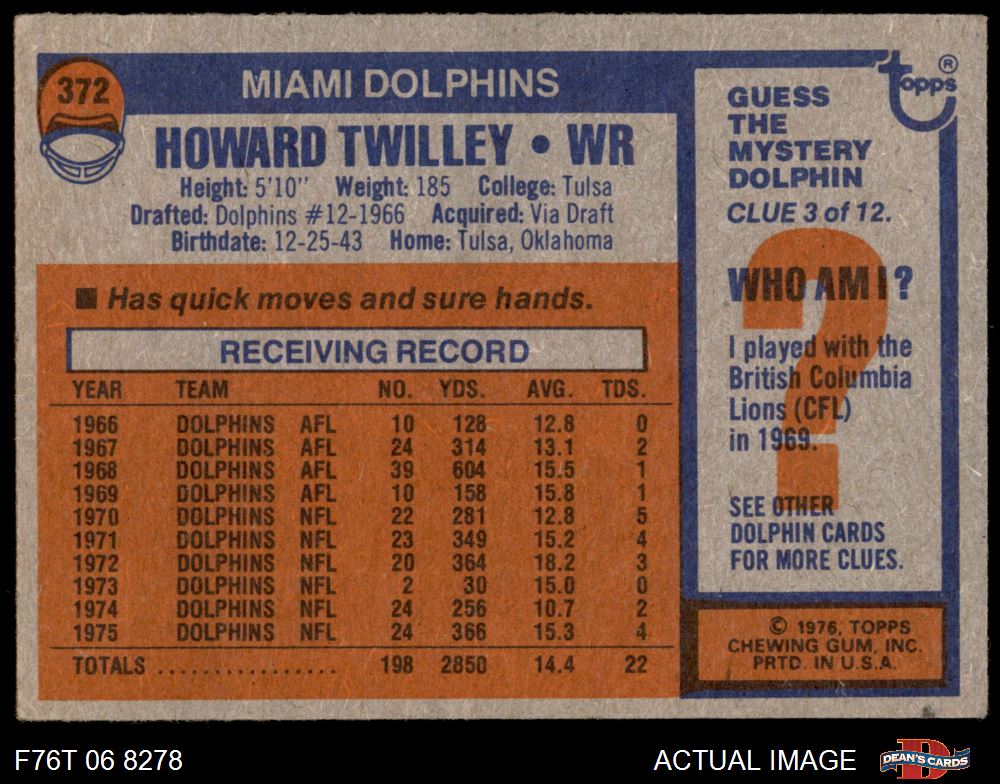 372
MIAMI DOLPHINS
HOWARD TWILLEY • WR
Height: 5'10" Weight: 185 College: Tulsa
Drafted: Dolphins #12-1966 Acquired: Via Draft
Birthdate: 12-25-43 Home: Tulsa, Oklahoma
■ Has quick moves and sure hands.
RECEIVING RECORD
YEAR TEAM NO. YDS. AVG. TDS.
1966 DOLPHINS AFL 10 128 12.8 0
1967 DOLPHINS AFL 24 314 13.1 2
1968 DOLPHINS AFL 39 604 15.5 1
1969 DOLPHINS AFL 10 158 15.8 1
1970 DOLPHINS NFL 22 281 12.8 5
1971 DOLPHINS NFL 23 349 15.2 4
1972 DOLPHINS NFL 20 364 18.2 3
1973 DOLPHINS NFL 2 30 15.0 0
1974 DOLPHINS NFL 24 256 10.7 2
1975 DOLPHINS NFL 24 366 15.3 4
TOTALS ................. 198 2850 14.4 22
topps ®
GUESS
THE
MYSTERY
DOLPHIN
CLUE 3 of 12.
?
WHO AM I?
I played with the
British Columbia
Lions (CFL)
in 1969.
SEE OTHER
DOLPHIN CARDS
FOR MORE CLUES.
© 1976, TOPPS
CHEWING GUM, INC.
PRTD. IN U.S.A.
F76T 06 8278
ACTUAL IMAGE
D
DEAN'S CARDS